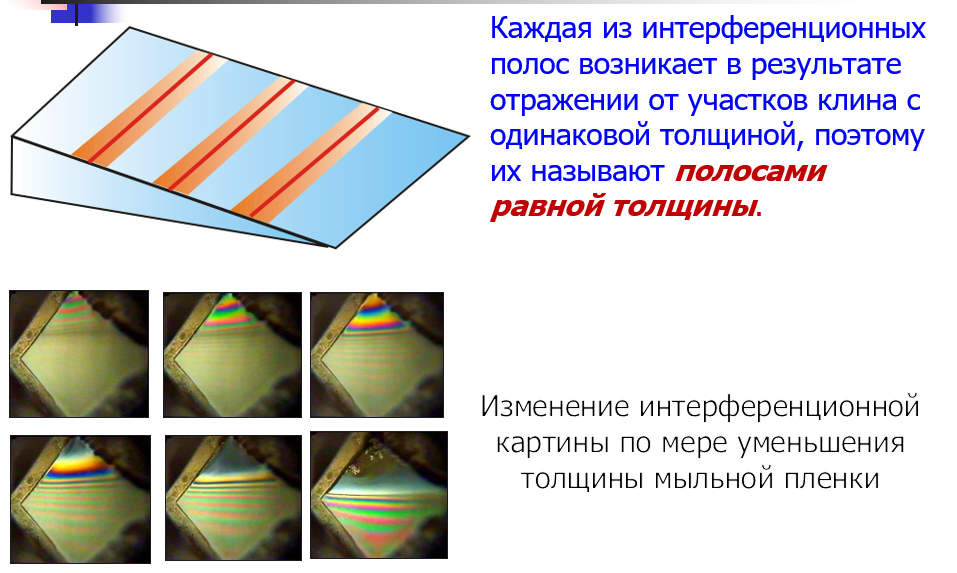 Каждая из интерференционных
полос возникает в результате
отражении от участков клина с
одинаковой толщиной, поэтому
их называют полосами
равной толщины.
Изменение интерференционной
картины по мере уменьшения
толщины мыльной пленки